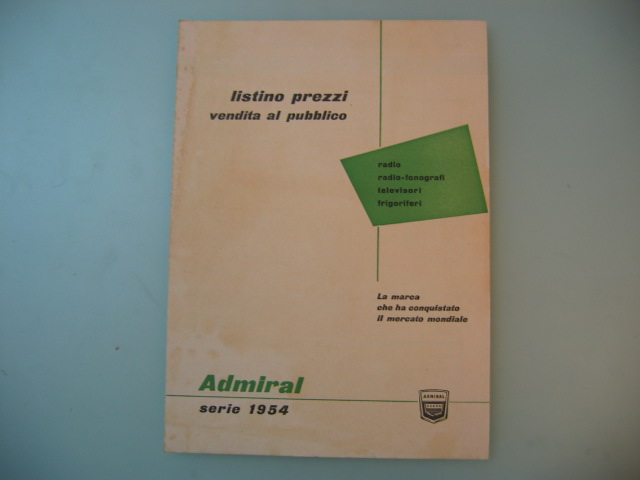 listino prezzi
vendita al pubblico
radio
radio-fonografi
televisori
frigoriferi
La marca
che ha conquistato
il mercato mondiale
Admiral
serie 1954
ADMIRAL